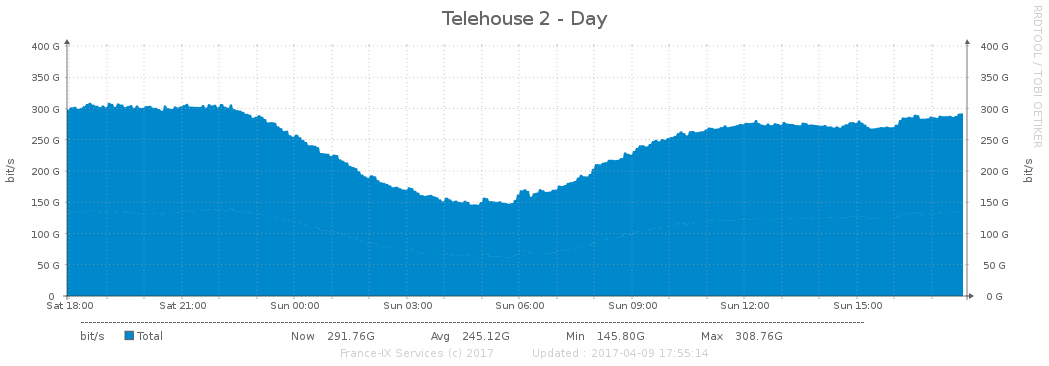 Telehouse 2 - Day
RRDTOOL / TOBI OETIKER
bit/s
400 G 400 G
350 G 350 G
300 G 300 G
250 G 250 G
200 G 200 G
150 G 150 G
100 G 100 G
50 G 50 G
0 0 G
bit/s
Sat 18:00 Sat 21:00 Sun 00:00 Sun 03:00 Sun 06:00 Sun 09:00 Sun 12:00 Sun 15:00
bit/s Total Now 291.76G Avg 245.12G Min 145.80G Max 308.76G
France-IX Services (c) 2017 Updated : 2017-04-09 17:55:14